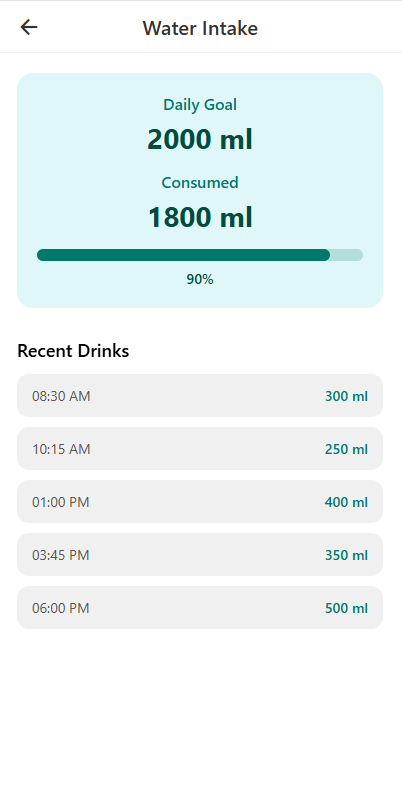 Water Intake
Daily Goal
2000 ml
Consumed
1800 ml
90%
Recent Drinks
08:30 AM 300 ml
10:15 AM 250 ml
01:00 PM 400 ml
03:45 PM 350 ml
06:00 PM 500 ml